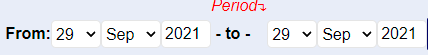 Period↴
From: 29 Sep 2021 - to - 29 Sep 2021